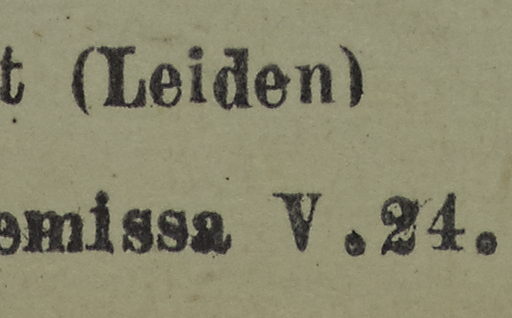 t (Leiden)
emissa V.24.